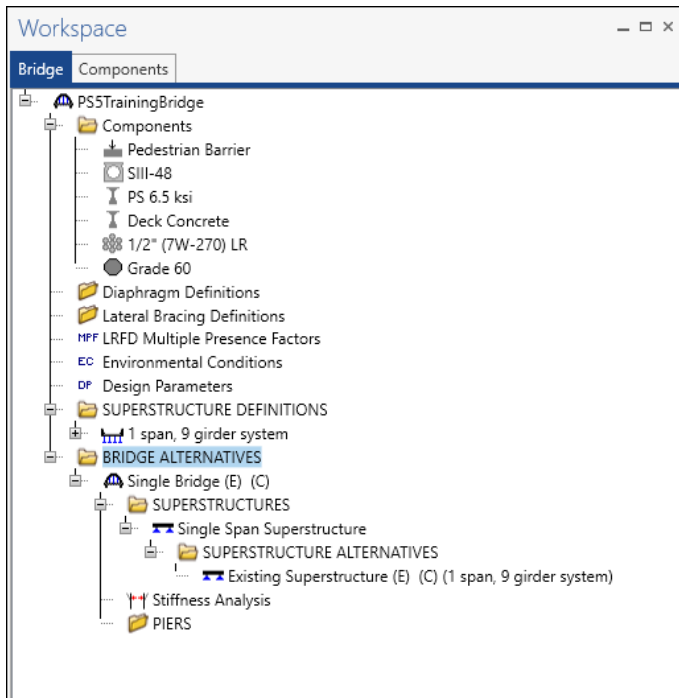 Workspace
Bridge Components
PS5TrainingBridge
Components
Pedestrian Barrier
SIII-48
PS 6.5 ksi
Deck Concrete
1/2" (7W-270) LR
Grade 60
Diaphragm Definitions
Lateral Bracing Definitions
MPF LRFD Multiple Presence Factors
EC Environmental Conditions
DP Design Parameters
SUPERSTRUCTURE DEFINITIONS
1 span, 9 girder system
BRIDGE ALTERNATIVES
Single Bridge (E) (C)
SUPERSTRUCTURES
Single Span Superstructure
SUPERSTRUCTURE ALTERNATIVES
Existing Superstructure (E) (C) (1 span, 9 girder system)
Stiffness Analysis
PIERS